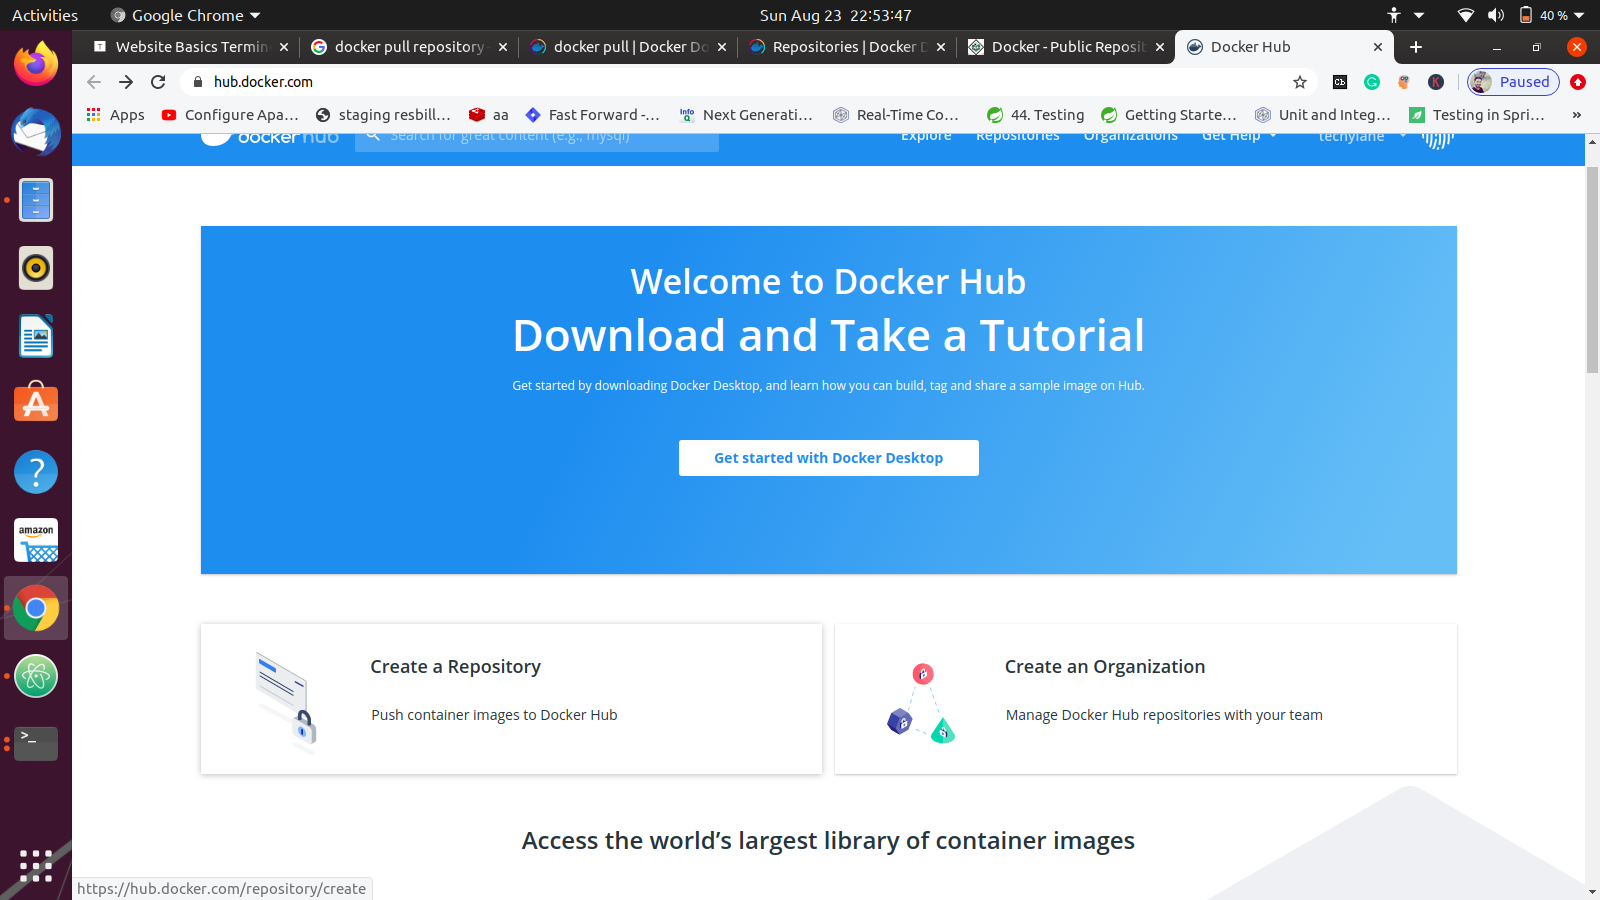 Activities
Google Chrome
Sun Aug 23 22:53:47
40 %
Website Basics Termin
docker pull repository
docker pull | Docker Do
Repositories | Docker D
Docker - Public Reposit
Docker Hub
hub.docker.com
Paused
Apps
Configure Apa...
staging resbill...
aa
Fast Forward -...
Next Generati...
Real-Time Co...
44. Testing
Getting Starte...
Unit and Integ...
Testing in Spri...
»
dockerhub
Search for great content (e.g., mysql)
Explore
Repositories
Organizations
Get Help
techylane
Welcome to Docker Hub
Download and Take a Tutorial
Get started by downloading Docker Desktop, and learn how you can build, tag and share a sample image on Hub.
Get started with Docker Desktop
Create a Repository
Push container images to Docker Hub
Create an Organization
Manage Docker Hub repositories with your team
Access the world's largest library of container images
amazon
https://hub.docker.com/repository/create